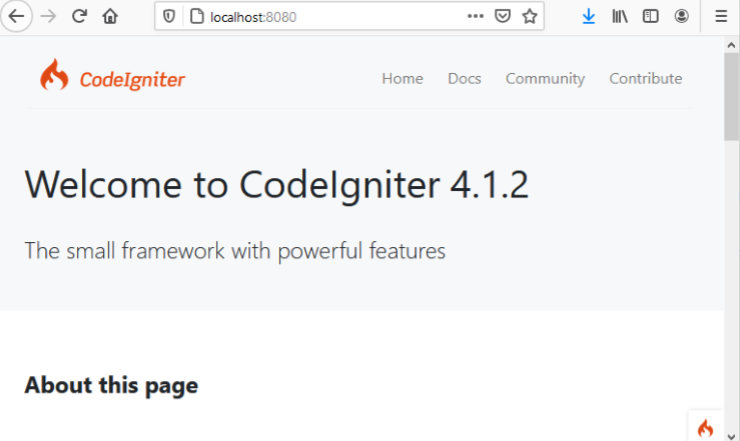 localhost:8080
CodeIgniter
Home Docs Community Contribute
Welcome to CodeIgniter 4.1.2
The small framework with powerful features
About this page